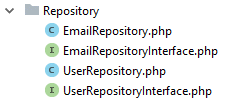 Repository
EmailRepository.php
EmailRepositoryInterface.php
UserRepository.php
UserRepositoryInterface.php